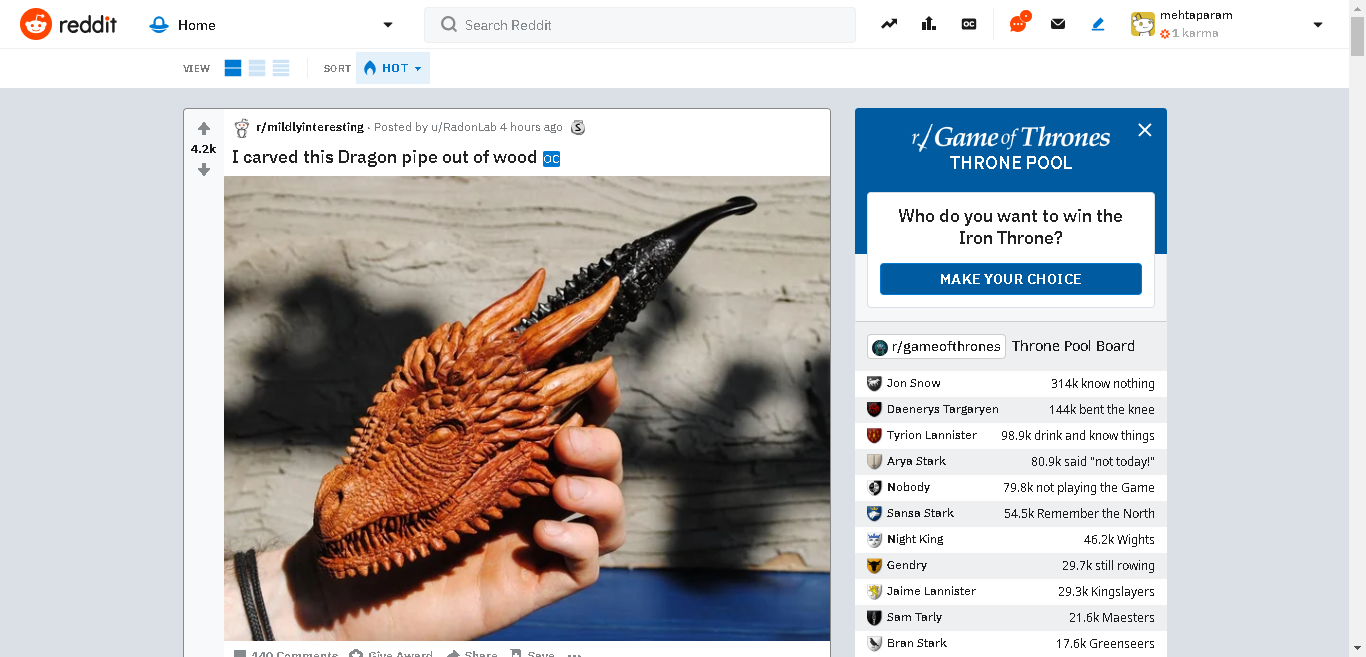 reddit
Home
Search Reddit
OC
mehtaparam
1 karma
VIEW
SORT
HOT
r/mildlyinteresting · Posted by u/RadonLab 4 hours ago
S
4.2k
I carved this Dragon pipe out of wood OC
140 Comments
Give Award
Share
Save
r/Game of Thrones
THRONE POOL
Who do you want to win the
Iron Throne?
MAKE YOUR CHOICE
r/gameofthrones Throne Pool Board
Jon Snow 314k know nothing
Daenerys Targaryen 144k bent the knee
Tyrion Lannister 98.9k drink and know things
Arya Stark 80.9k said "not today!"
Nobody 79.8k not playing the Game
Sansa Stark 54.5k Remember the North
Night King 46.2k Wights
Gendry 29.7k still rowing
Jaime Lannister 29.3k Kingslayers
Sam Tarly 21.6k Maesters
Bran Stark 17.6k Greenseers